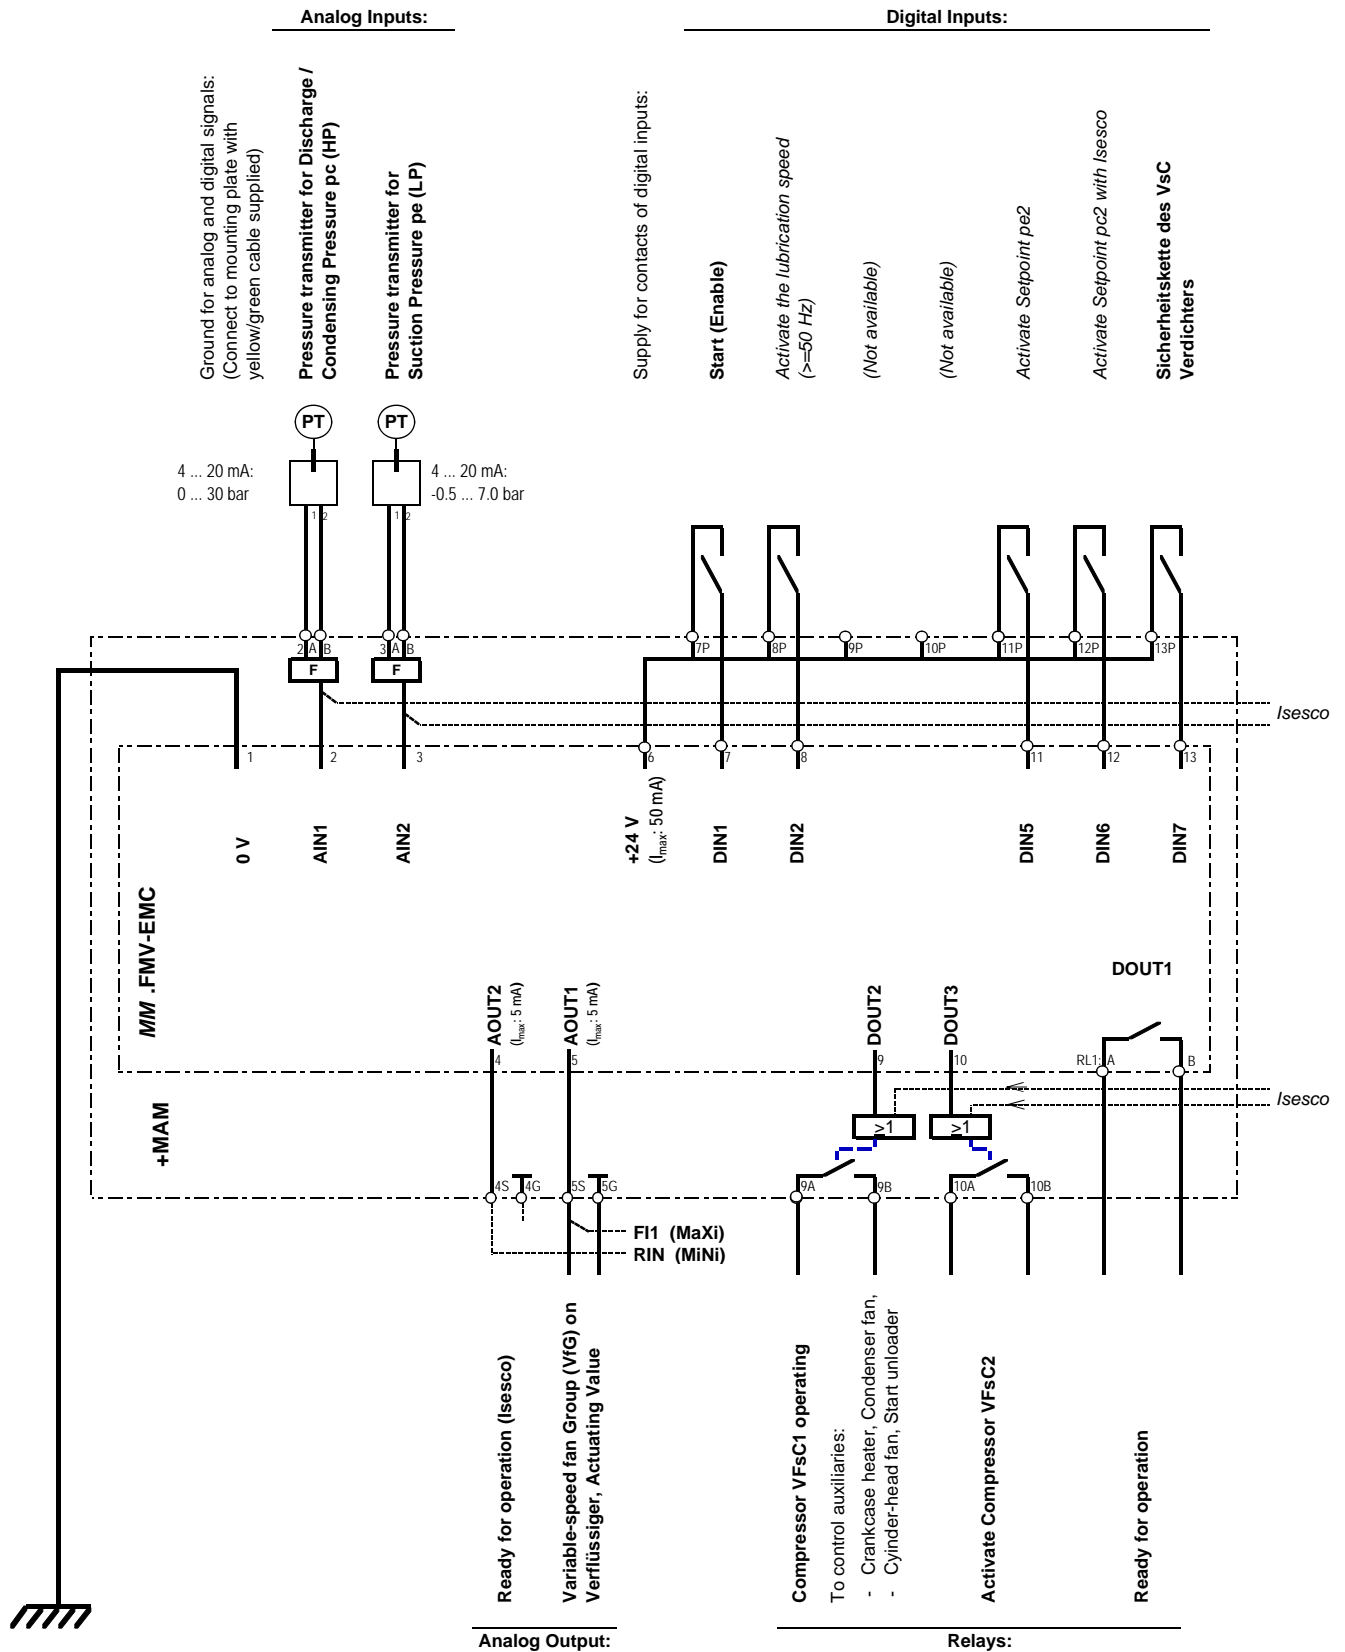 Analog Inputs:
Digital Inputs:
Ground for analog and digital signals:
(Connect to mounting plate with
yellow/green cable supplied)
Pressure transmitter for Discharge /
Condensing Pressure pc (HP)
Pressure transmitter for
Suction Pressure pe (LP)
Supply for contacts of digital inputs:
Start (Enable)
Activate the lubrication speed
(>=50 Hz)
(Not available)
(Not available)
Activate Setpoint pe2
Activate Setpoint pc2 with Isesco
Sicherheitskette des VsC
Verdichters
PT
PT
4 ... 20 mA:
0 ... 30 bar
4 ... 20 mA:
-0.5 ... 7.0 bar
1 2
1 2
2 A B
3 A B
7P
8P
9P
10P
11P
12P
13P
F
F
Isesco
1
2
3
6
7
8
11
12
13
0 V
AIN1
AIN2
+24 V
(Imax: 50 mA)
DIN1
DIN2
DIN5
DIN6
DIN7
MM .FMV-EMC
DOUT1
AOUT2
(Imax: 5 mA)
AOUT1
(Imax: 5 mA)
DOUT2
DOUT3
4
5
9
10
RL1: A
B
+MAM
Isesco
>1
>1
4S
4G
5S
5G
9A
9B
10A
10B
FI1 (MaXi)
RIN (MiNi)
Ready for operation (Isesco)
Variable-speed fan Group (VfG) on
Verflüssiger, Actuating Value
Compressor VFsC1 operating
To control auxiliaries:
- Crankcase heater, Condenser fan,
- Cyinder-head fan, Start unloader
Activate Compressor VFsC2
Ready for operation
Analog Output:
Relays: